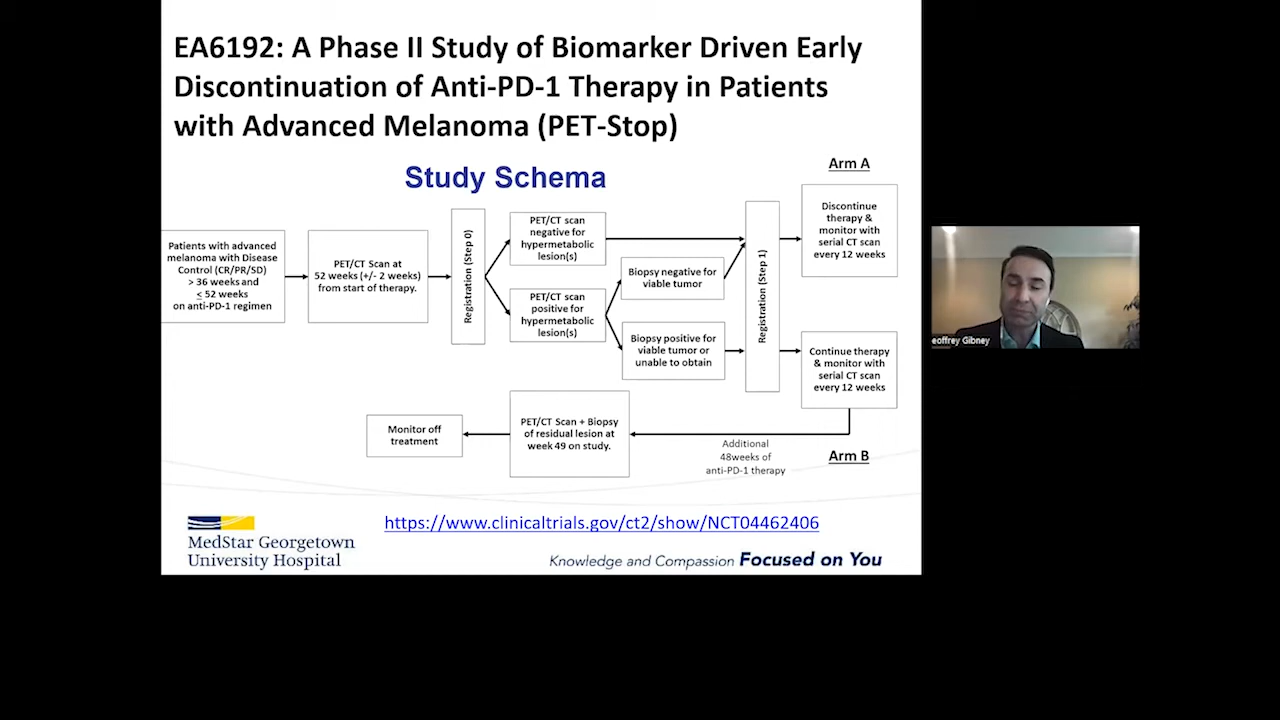 EA6192: A Phase II Study of Biomarker Driven Early
Discontinuation of Anti-PD-1 Therapy in Patients
with Advanced Melanoma (PET-Stop)
Study Schema
Arm A
Patients with advanced
melanoma with Disease
Control (CR/PR/SD)
> 36 weeks and
≤ 52 weeks
on anti-PD-1 regimen
PET/CT Scan at
52 weeks (+/- 2 weeks)
from start of therapy.
Registration (Step 0)
PET/CT scan
negative for
hypermetabolic
lesion(s)
PET/CT scan
positive for
hypermetabolic
lesion(s)
Biopsy negative for
viable tumor
Biopsy positive for
viable tumor or
unable to obtain
Registration (Step 1)
Discontinue
therapy &
monitor with
serial CT scan
every 12 weeks
Continue therapy
& monitor with
serial CT scan
every 12 weeks
Arm B
Additional
48weeks of
anti-PD-1 therapy
PET/CT Scan + Biopsy
of residual lesion at
week 49 on study.
Monitor off
treatment
https://www.clinicaltrials.gov/ct2/show/NCT04462406
MedStar Georgetown
University Hospital
Knowledge and Compassion Focused on You
eoffrey Gibney